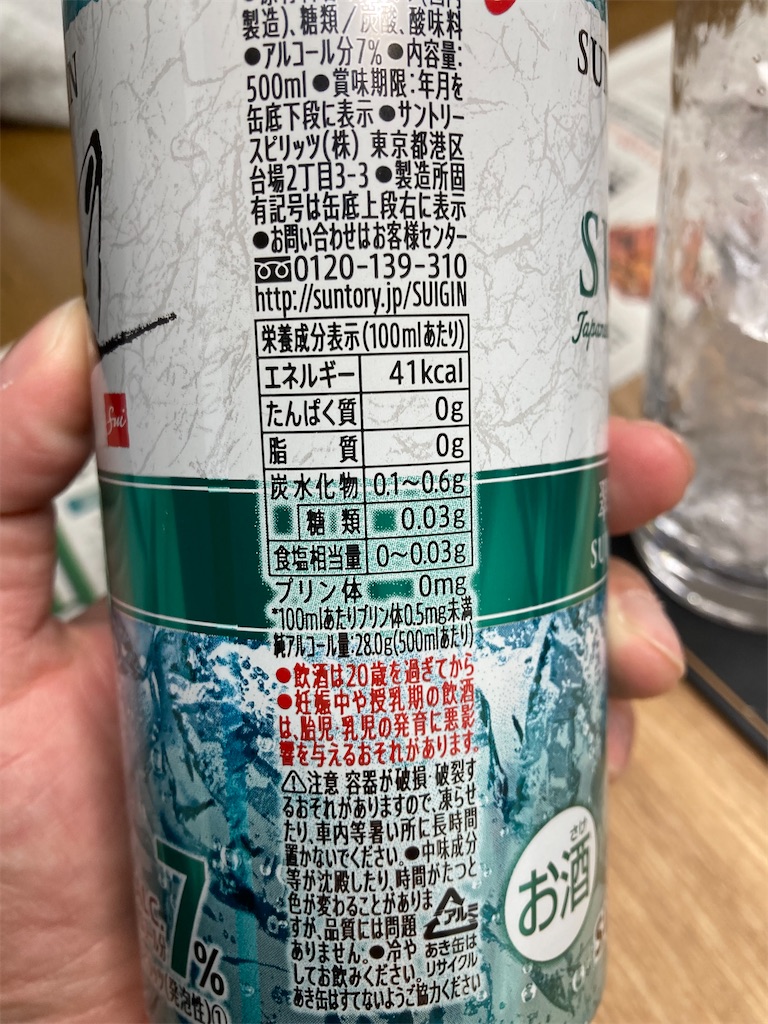 製造)、糖類/炭酸、酸味料
●アルコール分7% ●内容量:
500ml ●賞味期限:年月を
缶底下段に表示 ●サントリー
スピリッツ(株) 東京都港区
台場2丁目3-3 ●製造所固
有記号は缶底上段右に表示
●お問い合わせはお客様センター
0120-139-310
http://suntory.jp/SUIGIN
栄養成分表示(100mlあたり)
エネルギー 41kcal
たんぱく質 0g
脂質 0g
炭水化物 0.1〜0.6g
糖類 0.03g
食塩相当量 0〜0.03g
プリン体 0mg
*100mlあたりプリン体0.5mg未満
純アルコール量:28.0g(500mlあたり)
●飲酒は20歳を過ぎてから
●妊娠中や授乳期の飲酒
は、胎児・乳児の発育に悪影
響を与えるおそれがあります。
⚠注意 容器が破損・破裂す
るおそれがありますので、凍らせ
たり、車内等暑い所に長時間
置かないでください。●中味成分
等が沈殿したり、時間がたつと
色が変わることがありま
すが、品質には問題
ありません。●冷や
してお飲みください。
アルミ
あき缶は
リサイクル
あき缶はすてないようご協力ください
Sui
7%
(発泡性)①
さけ
お酒